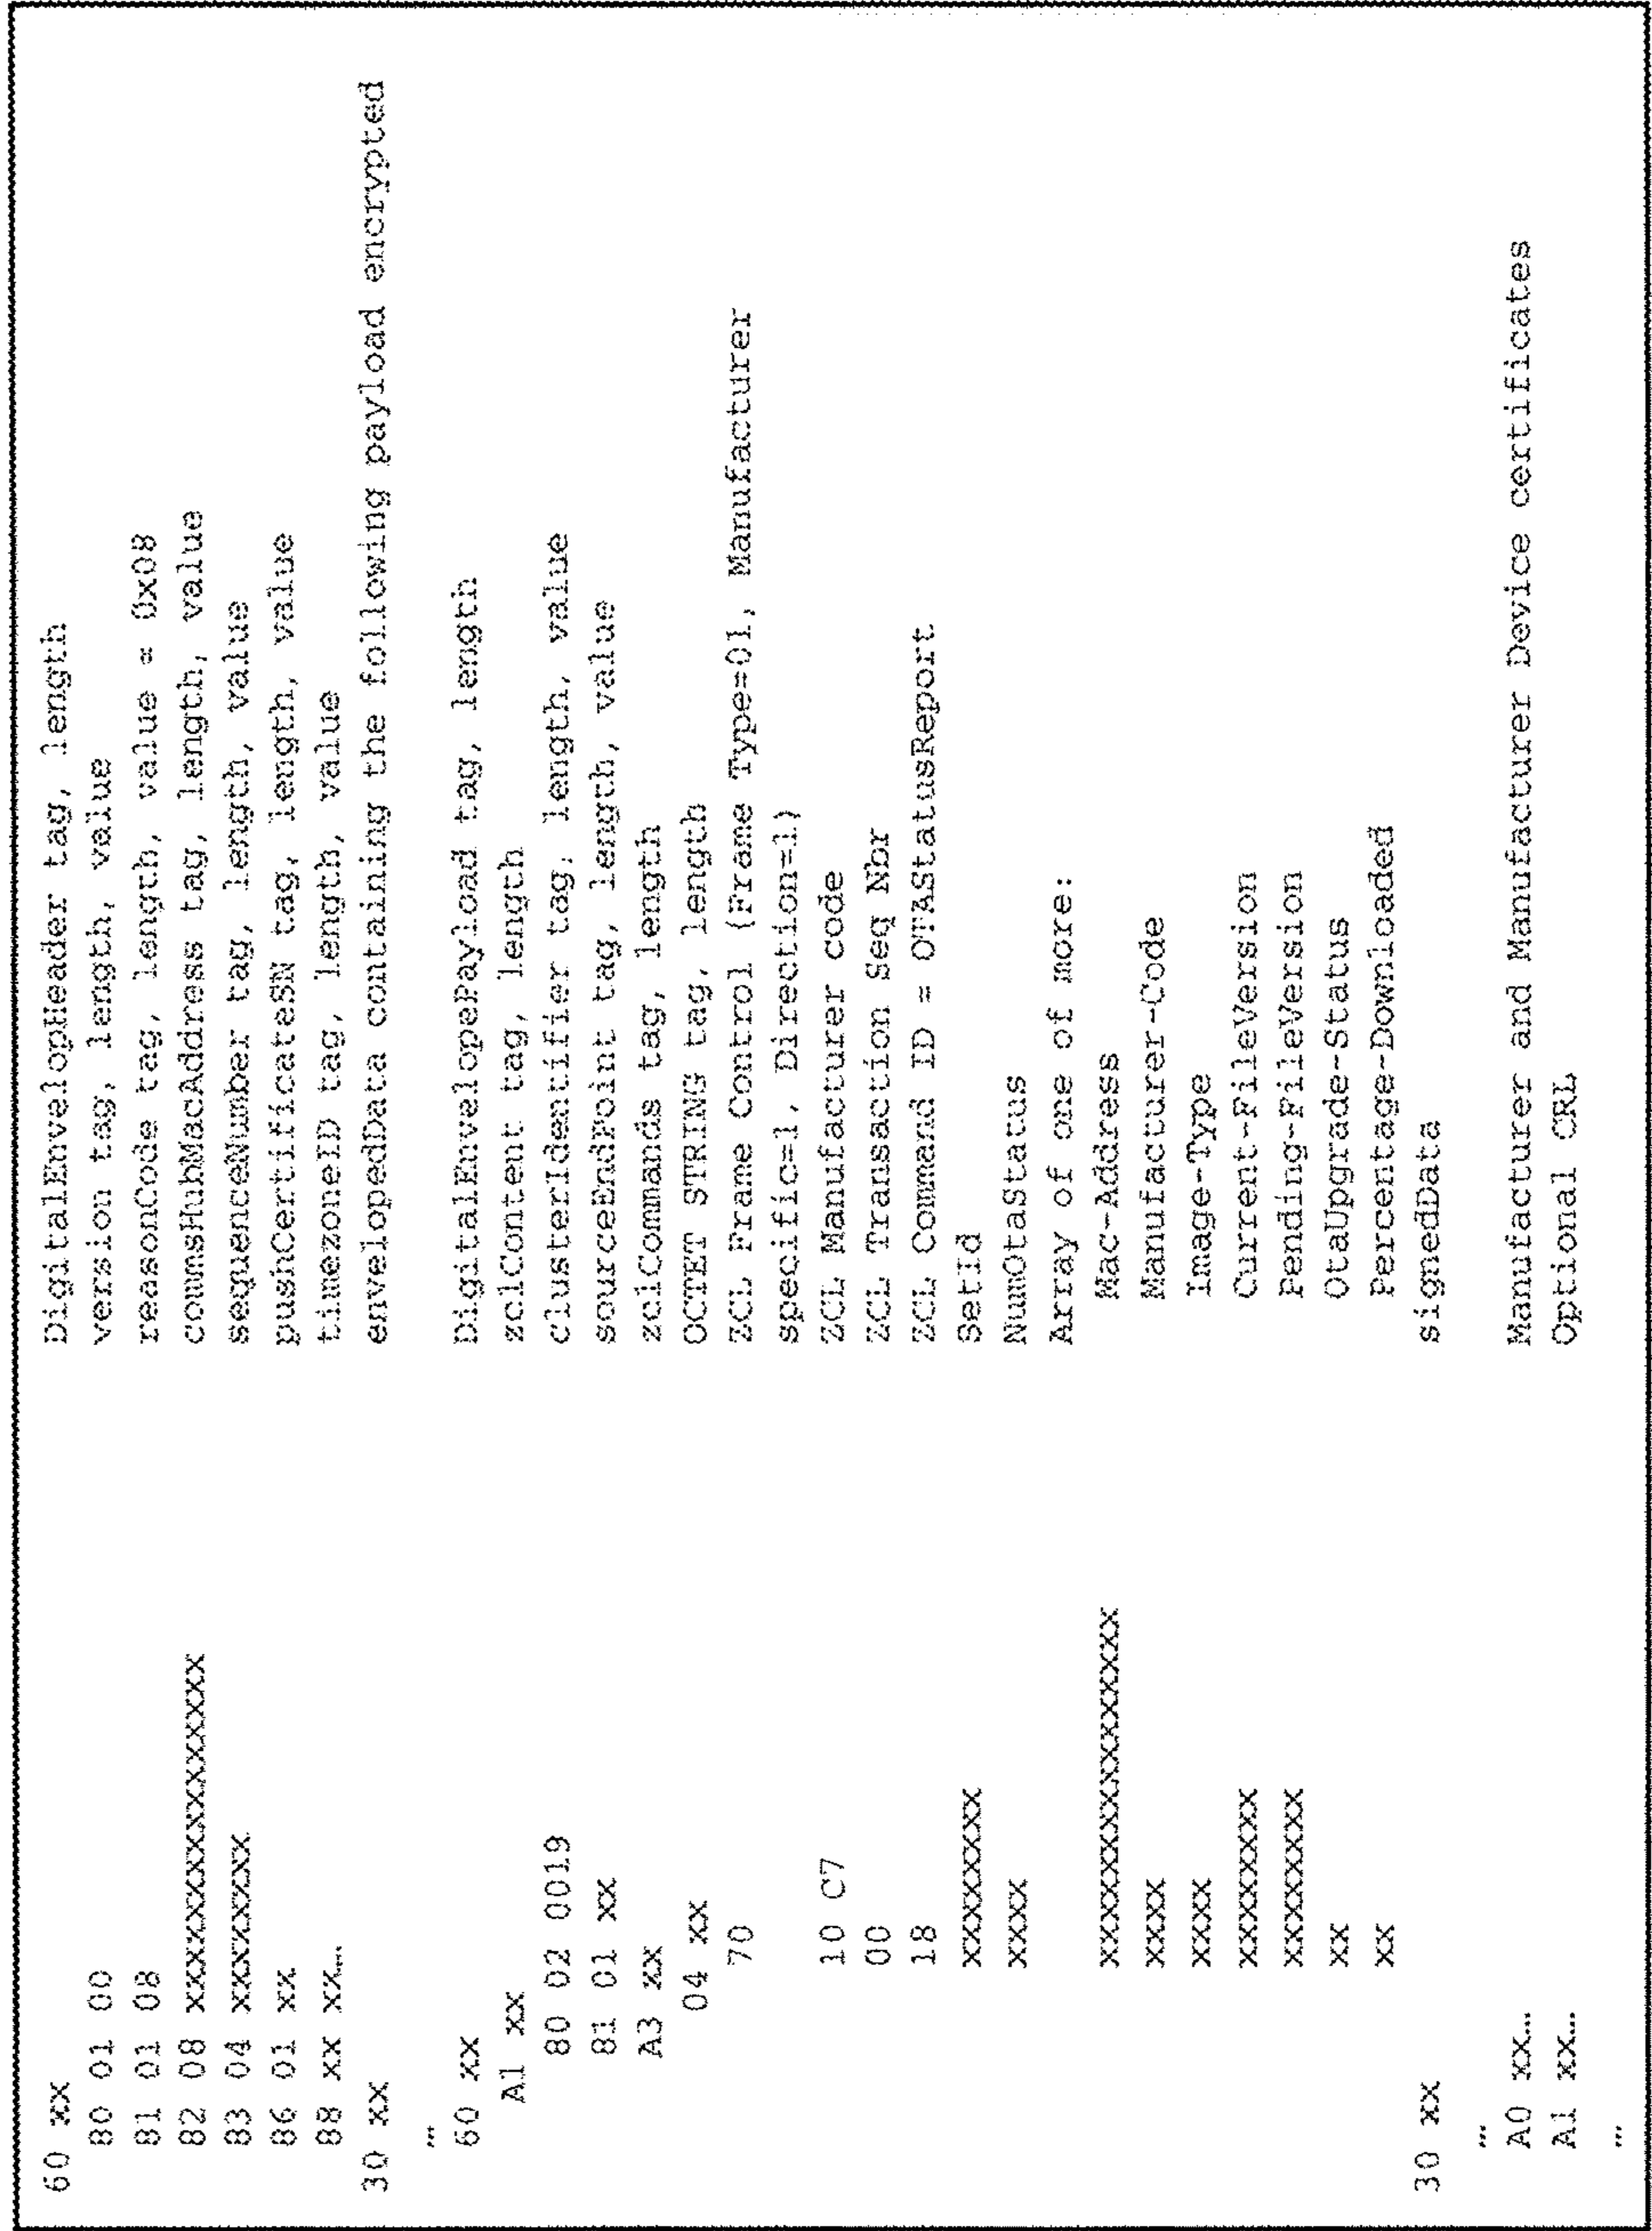 60 xx DigitalEnvelopHeader tag, length
80 01 00 version tag, length, value
81 01 08 reasonCode tag, length, value = 0x08
82 08 xxxxxxxxxxxxxxxx commsHubMacAddress tag, length, value
83 04 xxxxxxxx sequenceNumber tag, length, value
86 01 xx pushCertificateSN tag, length, value
88 xx xx… timezoneID tag, length, value
30 xx envelopedData containing the following payload encrypted
…
60 xx DigitalEnvelopePayload tag, length
A1 xx zclContent tag, length
80 02 0019 clusterIdentifier tag, length, value
81 01 xx sourceEndPoint tag, length, value
A3 xx zclCommands tag, length
04 xx OCTET STRING tag, length
70 ZCL Frame Control (Frame Type=01, Manufacturer
specific=1, Direction=1)
10 C7 ZCL Manufacturer code
00 ZCL Transaction Seq Nbr
18 ZCL Command ID = OTAStatusReport
xxxxxxxx SetId
xxxx NumOtaStatus
Array of one of more:
xxxxxxxxxxxxxxxx Mac-Address
xxxx Manufacturer-Code
xxxx Image-Type
xxxxxxxx Current-FileVersion
xxxxxxxx Pending-FileVersion
xx OtaUpgrade-Status
xx Percentage-Downloaded
30 xx signedData
…
A0 xx… Manufacturer and Manufacturer Device certificates
A1 xx… Optional CRL
…